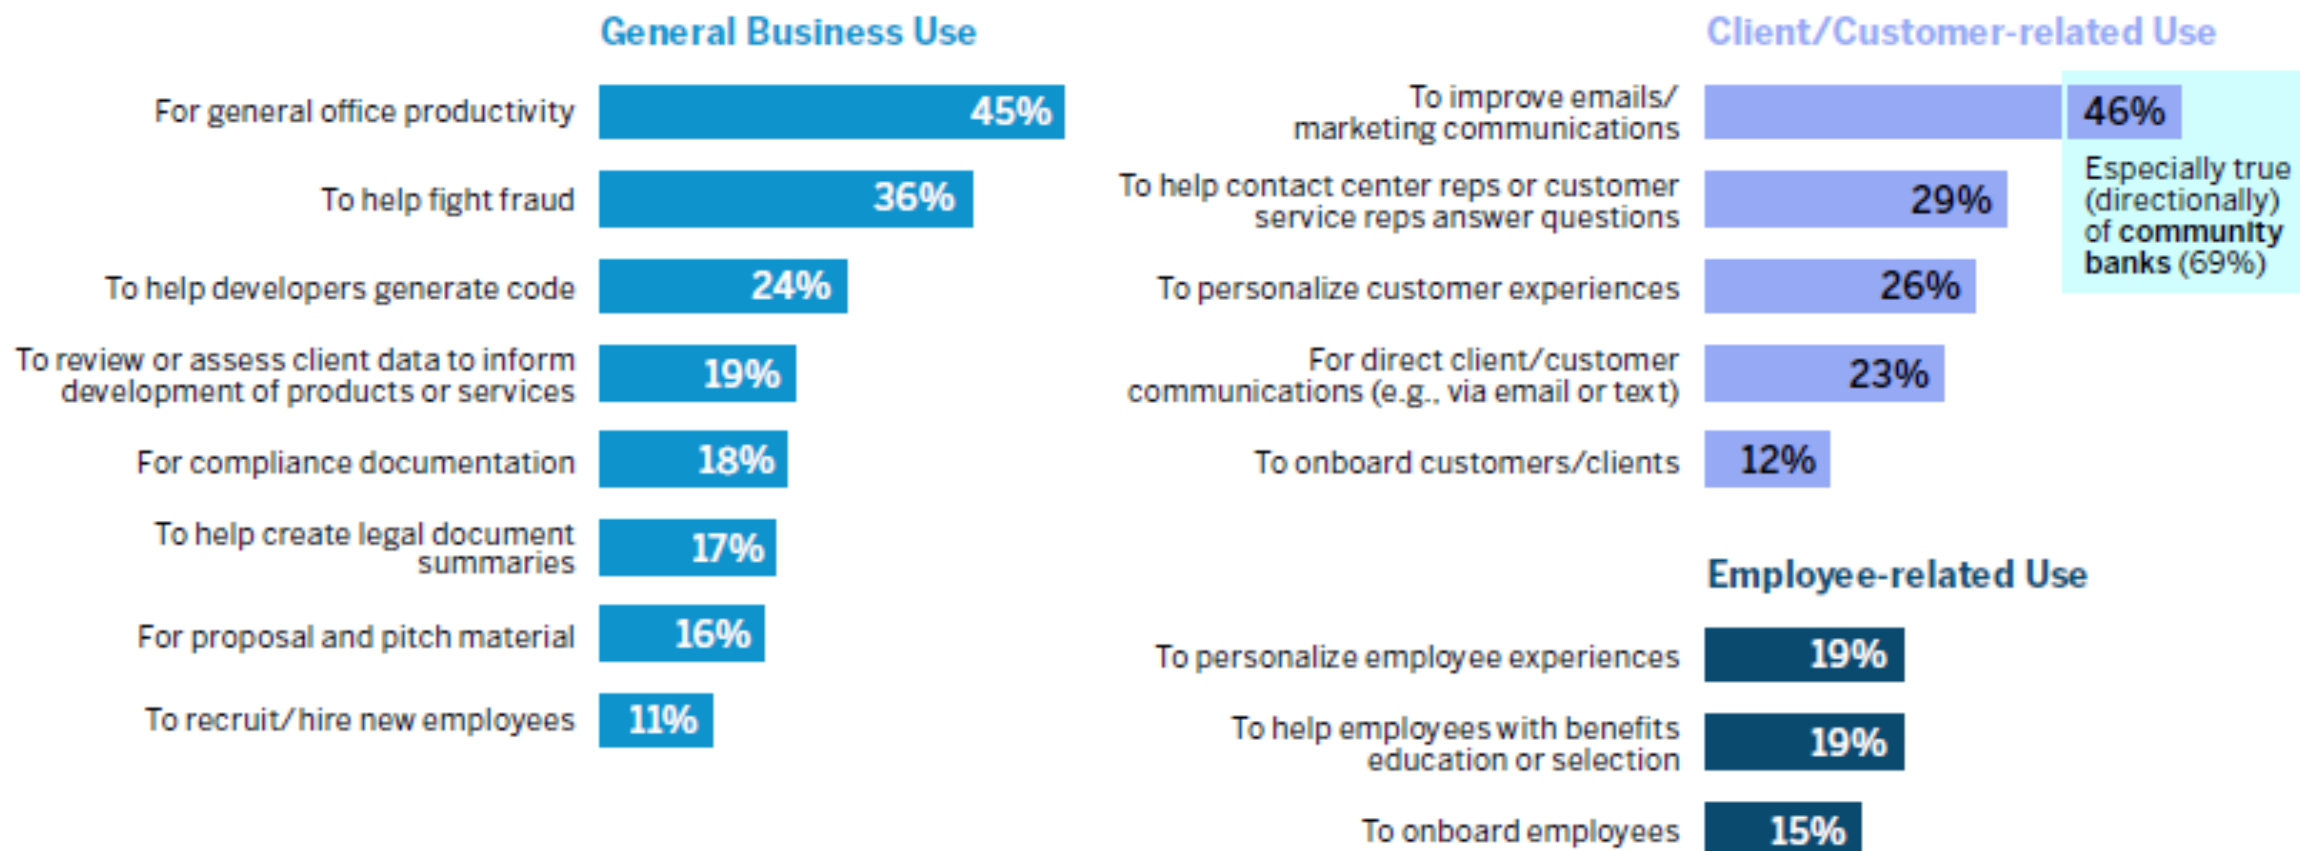 General Business Use
For general office productivity
45%
To help fight fraud
36%
To help developers generate code
24%
To review or assess client data to inform
development of products or services
19%
For compliance documentation
18%
To help create legal document
summaries
17%
For proposal and pitch material
16%
To recruit/hire new employees
11%
Client/Customer-related Use
To improve emails/
marketing communications
46%
Especially true
(directionally)
of community
banks (69%)
To help contact center reps or customer
service reps answer questions
29%
To personalize customer experiences
26%
For direct client/customer
communications (e.g., via email or text)
23%
To onboard customers/clients
12%
Employee-related Use
To personalize employee experiences
19%
To help employees with benefits
education or selection
19%
To onboard employees
15%